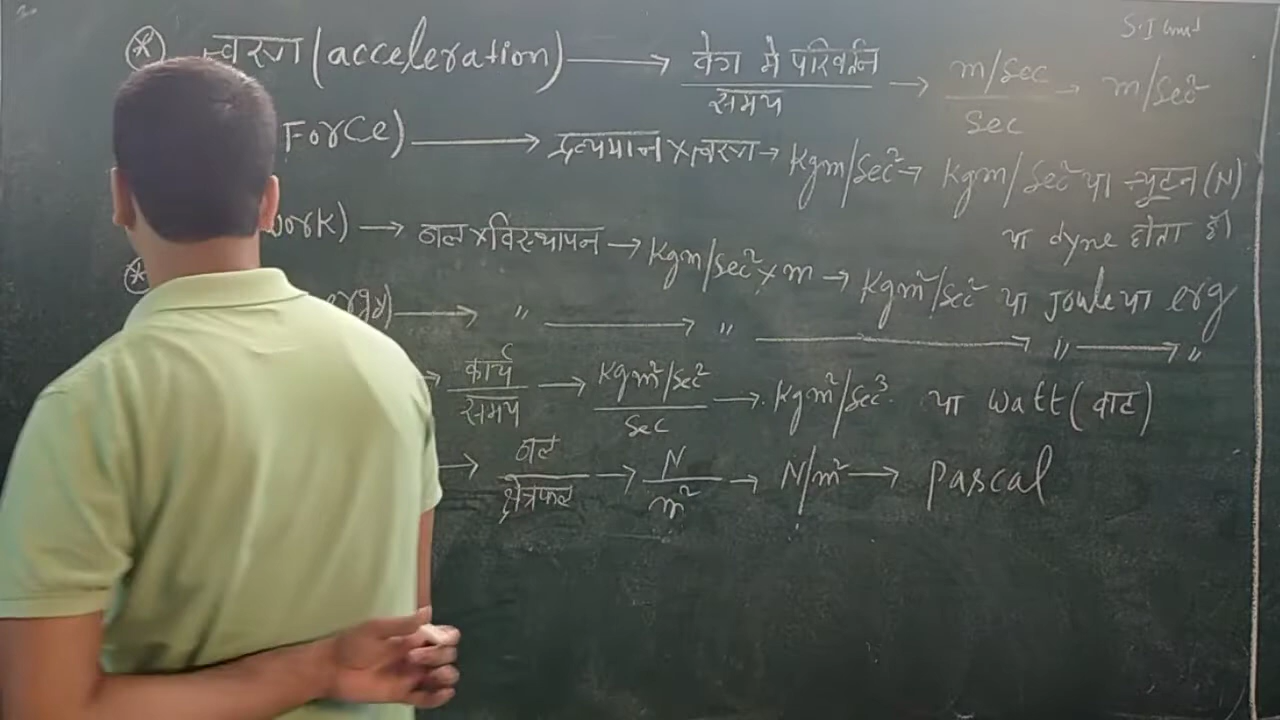 S.I unit
(*) त्वरण (acceleration) → वेग में परिवर्तन / समय → m/sec / sec → m/sec²
Force) → द्रव्यमान × त्वरण → Kgm/sec² → Kgm/sec² या न्यूटन (N)
या dyne होता है।
work) → बल × विस्थापन → Kgm/sec² × m → Kgm²/sec² या Joule या erg
ergy) → " → " → " → "
→ कार्य / समय → Kgm²/sec² / sec → Kgm²/sec³ या watt (वाट)
→ बल / क्षेत्रफल → N / m² → N/m² → pascal